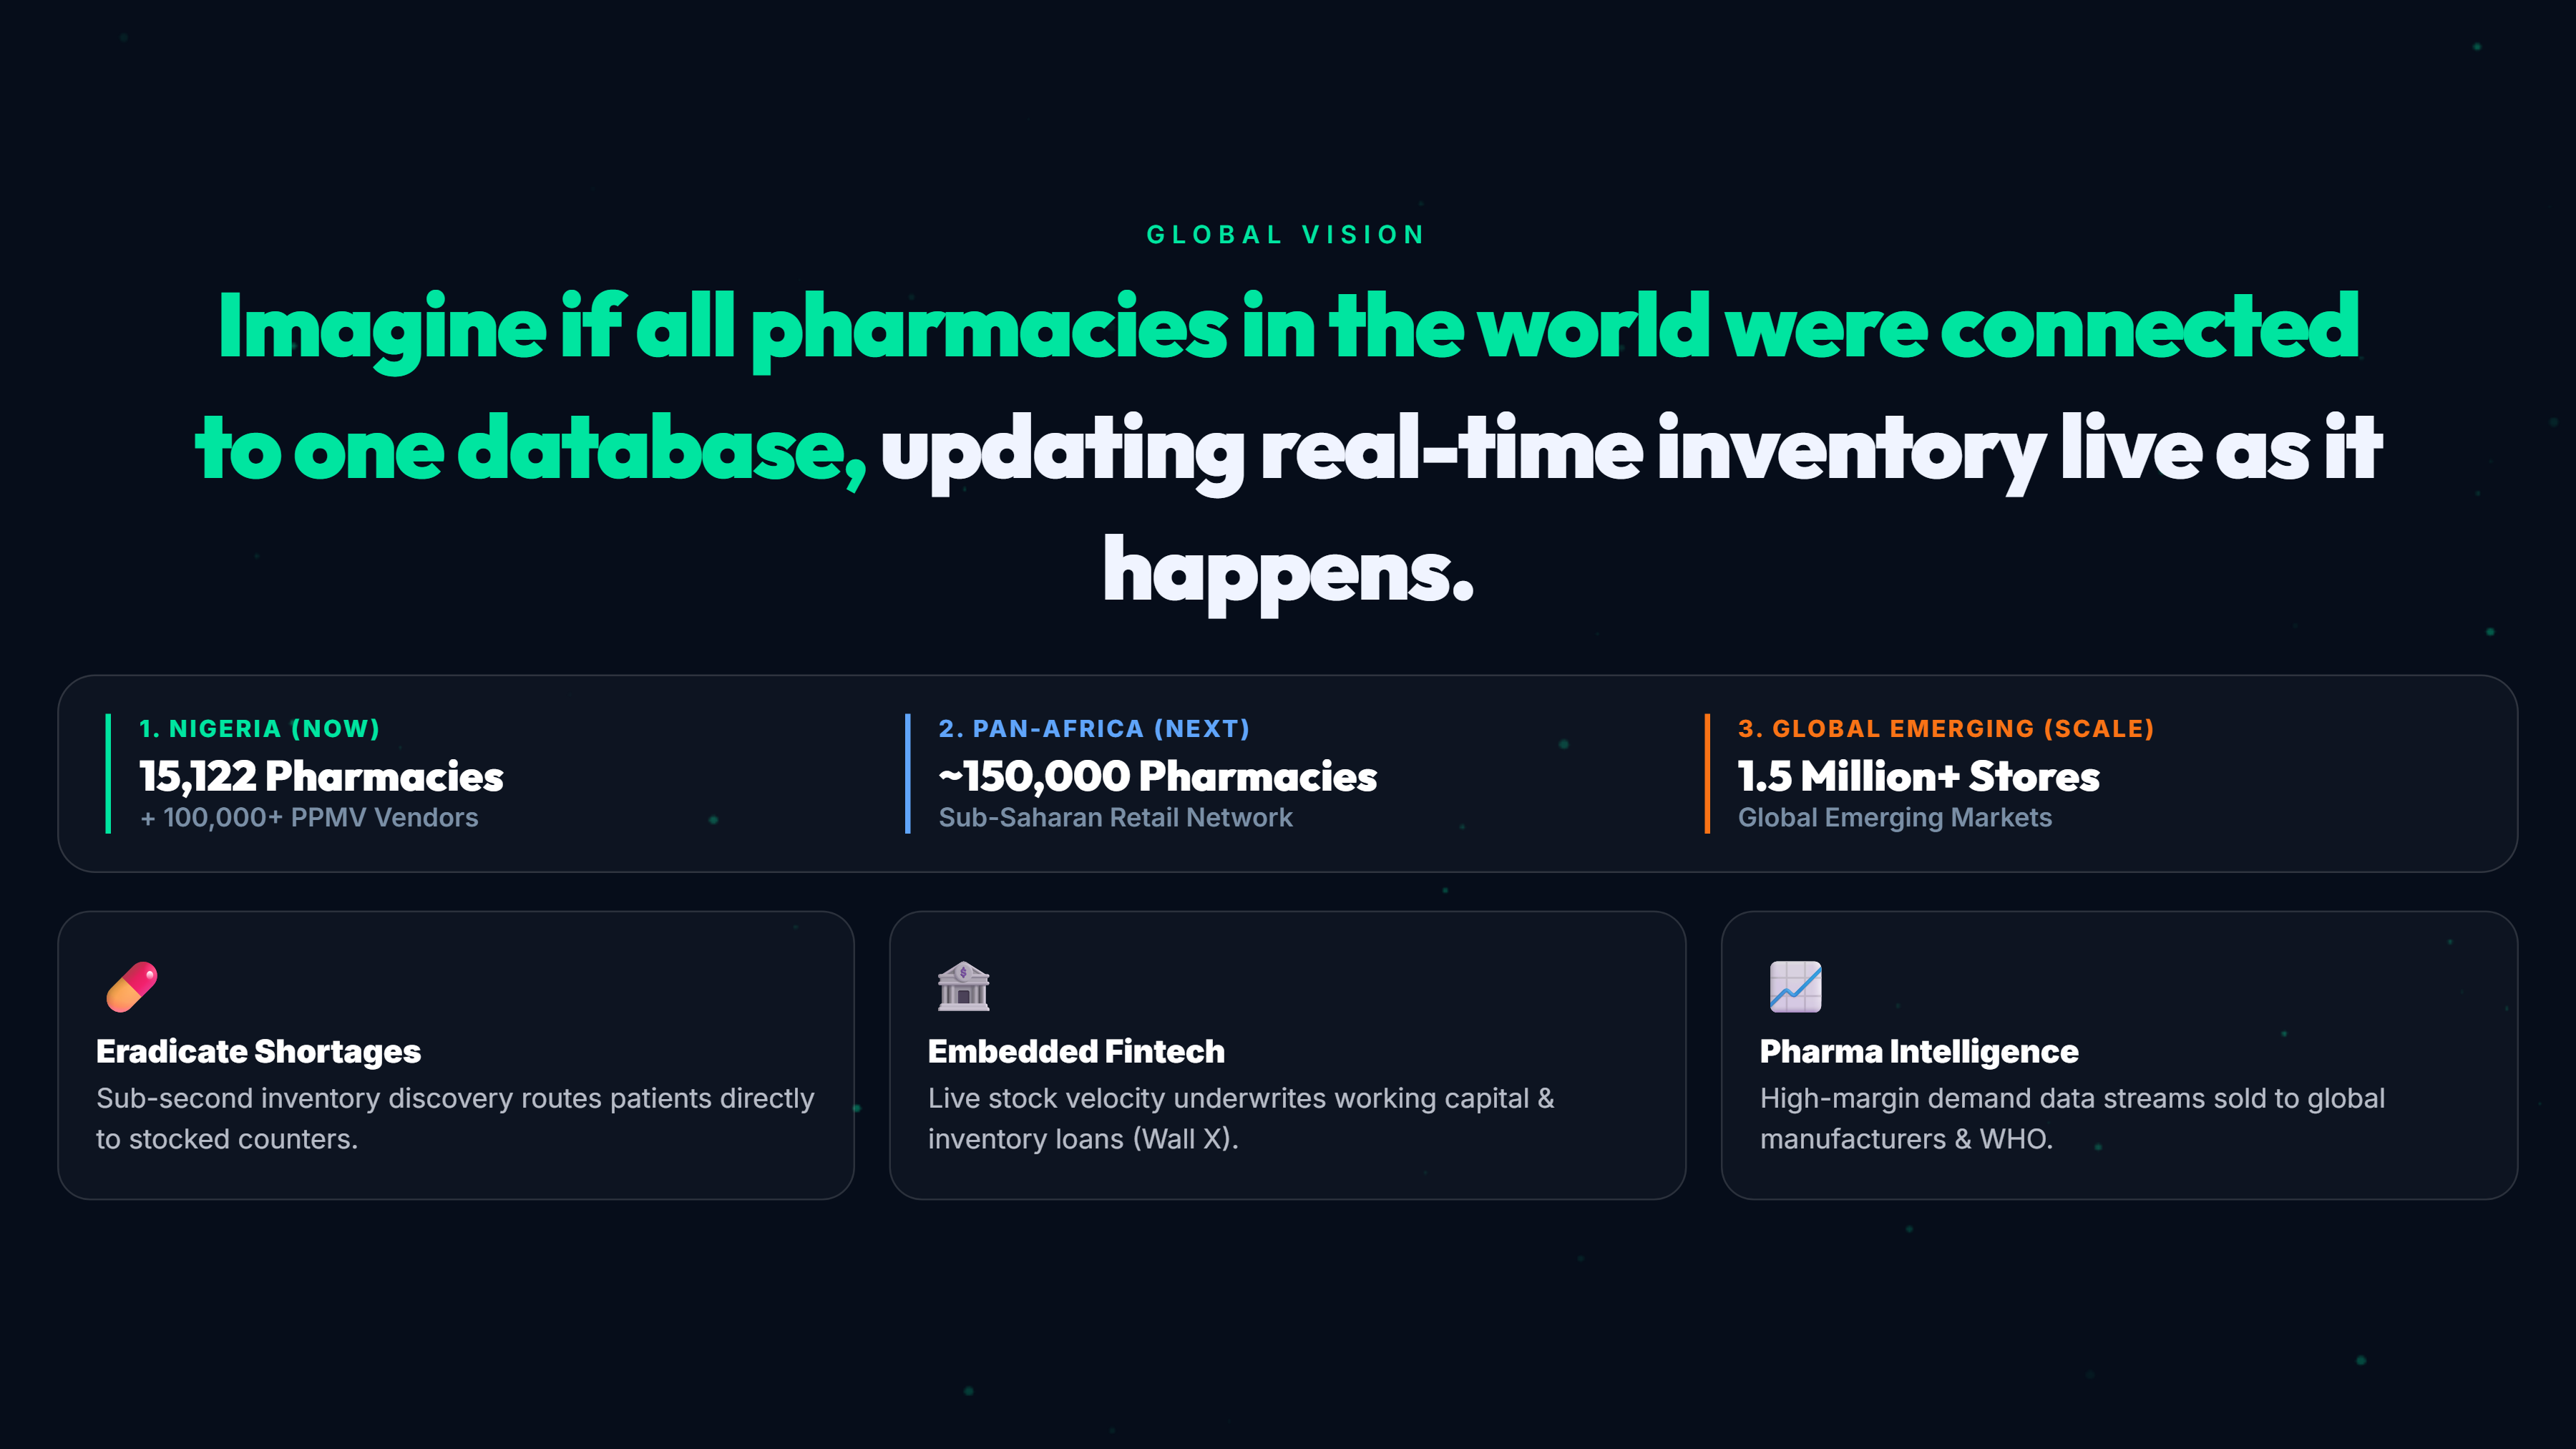 GLOBAL VISION
Imagine if all pharmacies in the world were connected
to one database, updating real-time inventory live as it
happens.
1. NIGERIA (NOW)
15,122 Pharmacies
+ 100,000+ PPMV Vendors
2. PAN-AFRICA (NEXT)
~150,000 Pharmacies
Sub-Saharan Retail Network
3. GLOBAL EMERGING (SCALE)
1.5 Million+ Stores
Global Emerging Markets
Eradicate Shortages
Sub-second inventory discovery routes patients directly
to stocked counters.
Embedded Fintech
Live stock velocity underwrites working capital &
inventory loans (Wall X).
Pharma Intelligence
High-margin demand data streams sold to global
manufacturers & WHO.